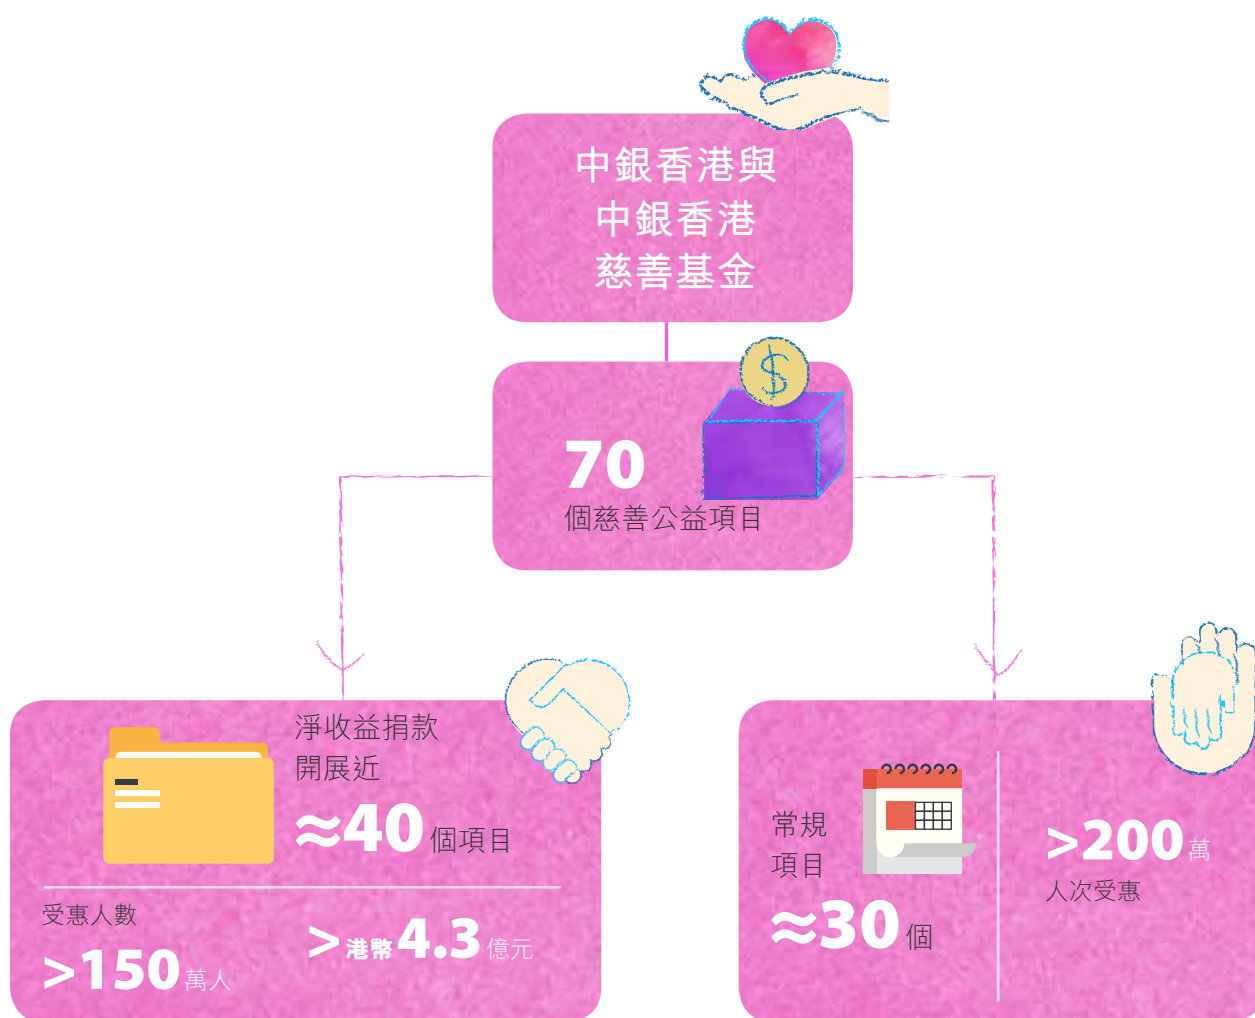 中銀香港與
中銀香港
慈善基金
$
70
個慈善公益項目
淨收益捐款
開展近
≈40個項目
受惠人數
>150萬人
>港幣4.3億元
常規
項目
≈30個
>200萬
人次受惠